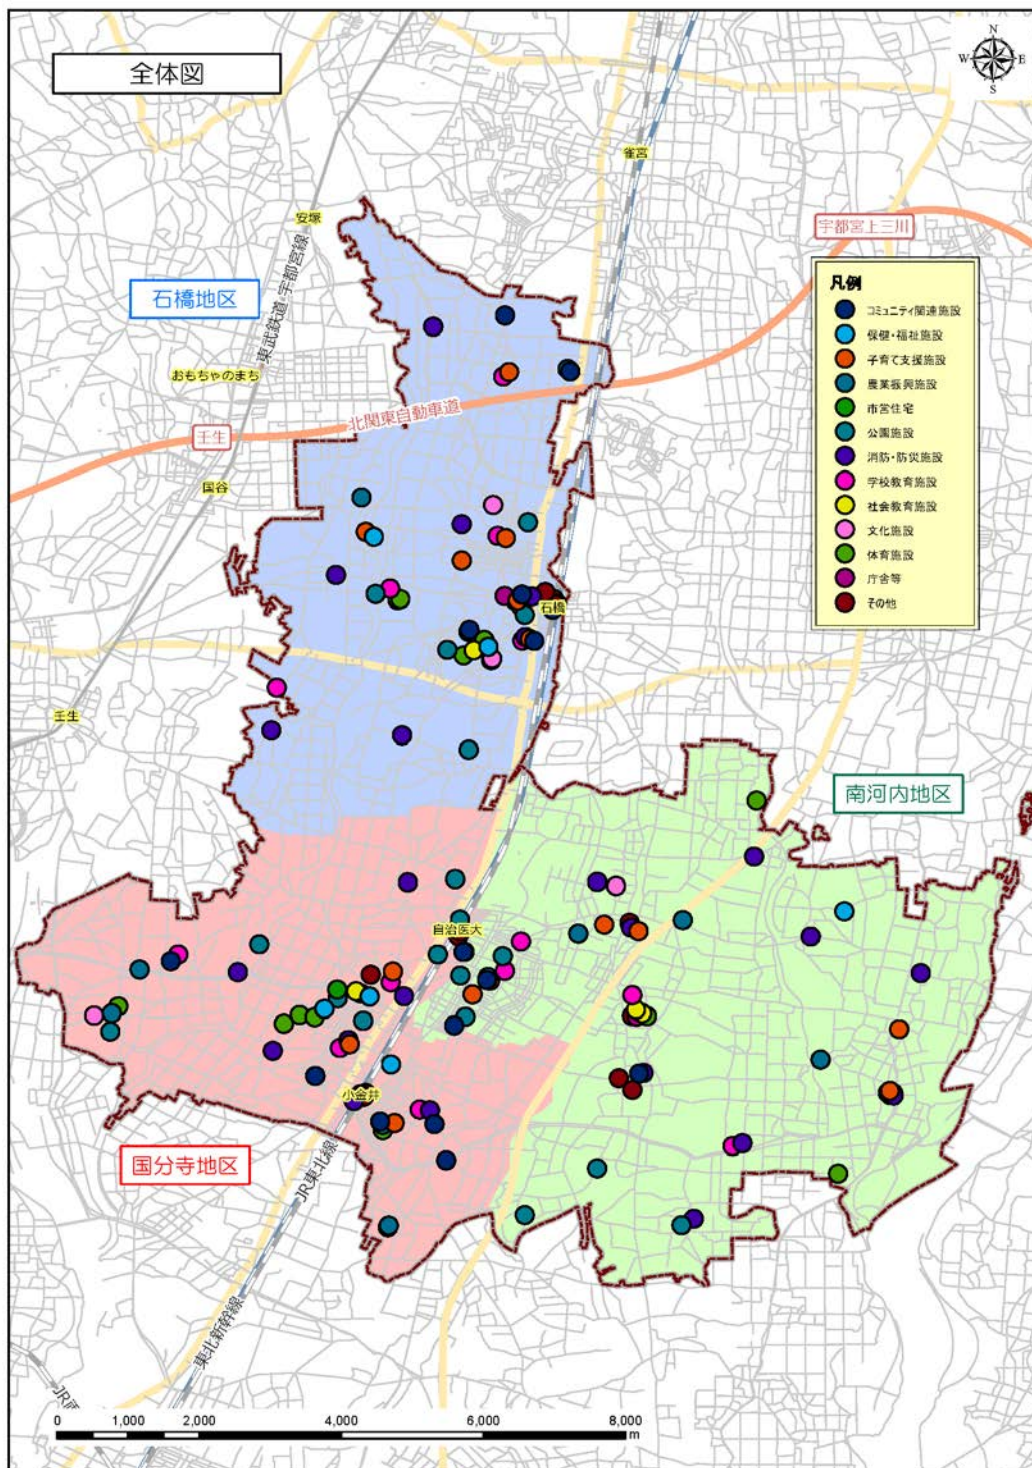 全体図
N
W E
S
雀宮
安塚
宇都宮上三川
石橋地区
東武鉄道 宇都宮線
おもちゃのまち
北関東自動車道
壬生
国谷
凡例
コミュニティ関連施設
保健・福祉施設
子育て支援施設
農業振興施設
市営住宅
公園施設
消防・防災施設
学校教育施設
社会教育施設
文化施設
体育施設
庁舎等
その他
石橋
壬生
南河内地区
自治医大
小金井
国分寺地区
JR東北線
東北新幹線
0 1,000 2,000 4,000 6,000 8,000
m